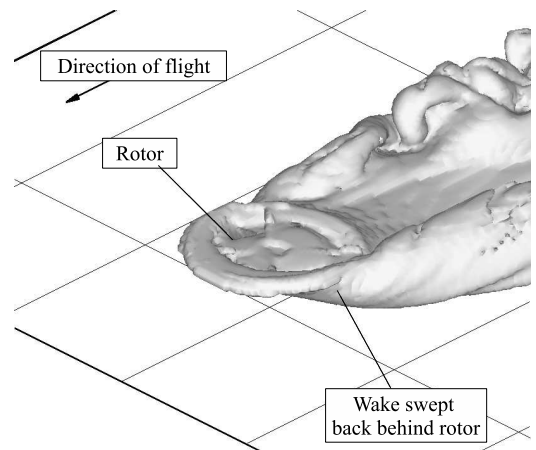 Direction of flight
Rotor
Wake swept
back behind rotor